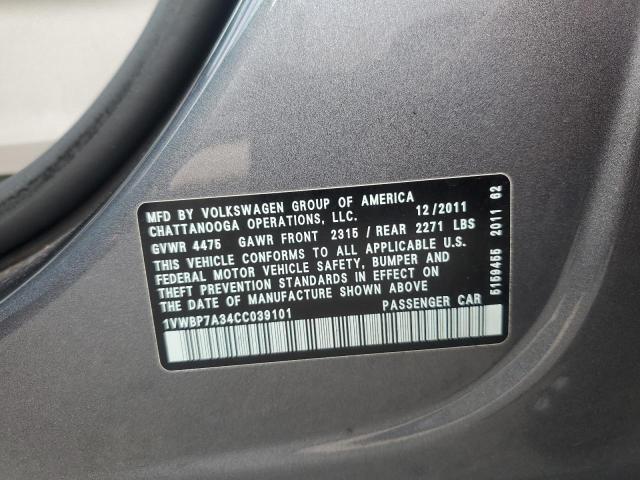 MFD BY VOLKSWAGEN GROUP OF AMERICA
CHATTANOOGA OPERATIONS, LLC. 12/2011
GVWR 4475 GAWR FRONT 2315 / REAR 2271 LBS
THIS VEHICLE CONFORMS TO ALL APPLICABLE U.S.
FEDERAL MOTOR VEHICLE SAFETY, BUMPER AND
THEFT PREVENTION STANDARDS IN EFFECT ON
THE DATE OF MANUFACTURE SHOWN ABOVE
1VWBP7A34CC039101 PASSENGER CAR
5159455 2011 62